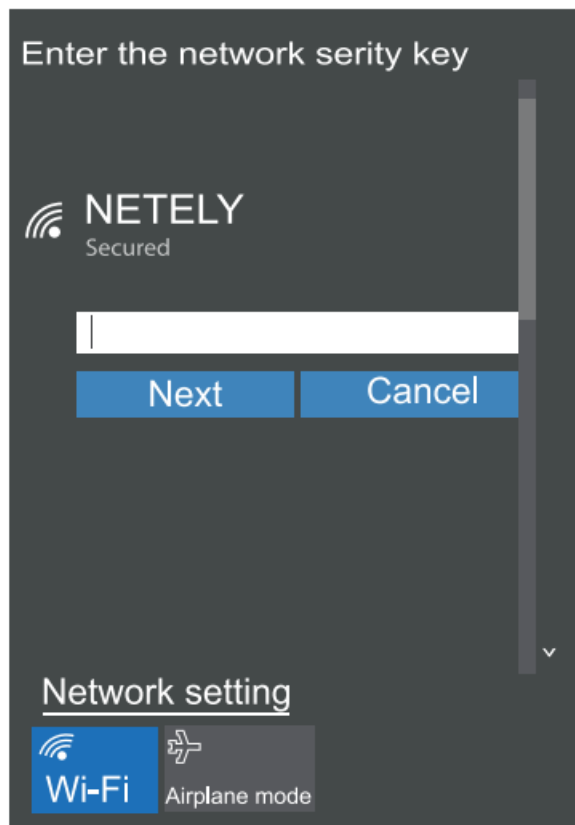 Enter the network serity key
NETELY
Secured
Next Cancel
Network setting
Wi-Fi Airplane mode